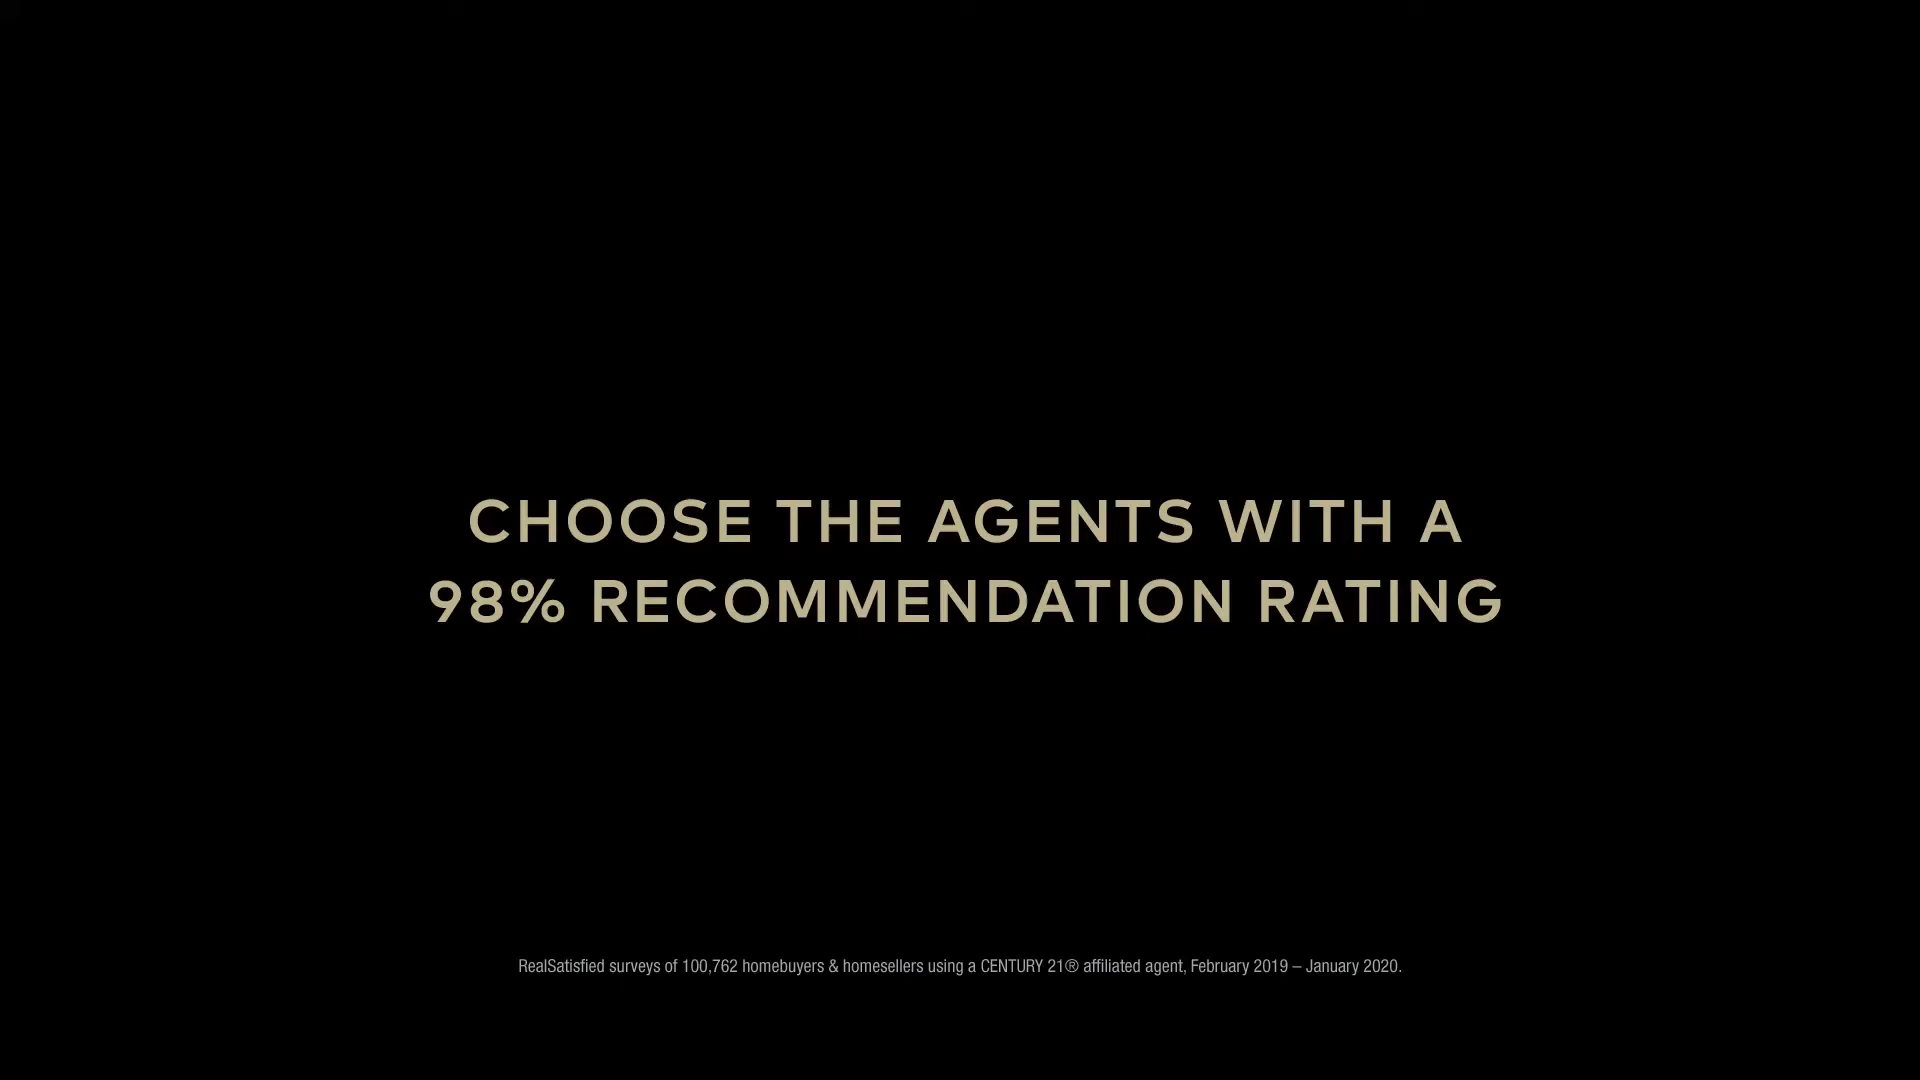 CHOOSE THE AGENTS WITH A
98% RECOMMENDATION RATING
RealSatisfied surveys of 100,762 homebuyers & homesellers using a CENTURY 21® affiliated agent, February 2019 – January 2020.